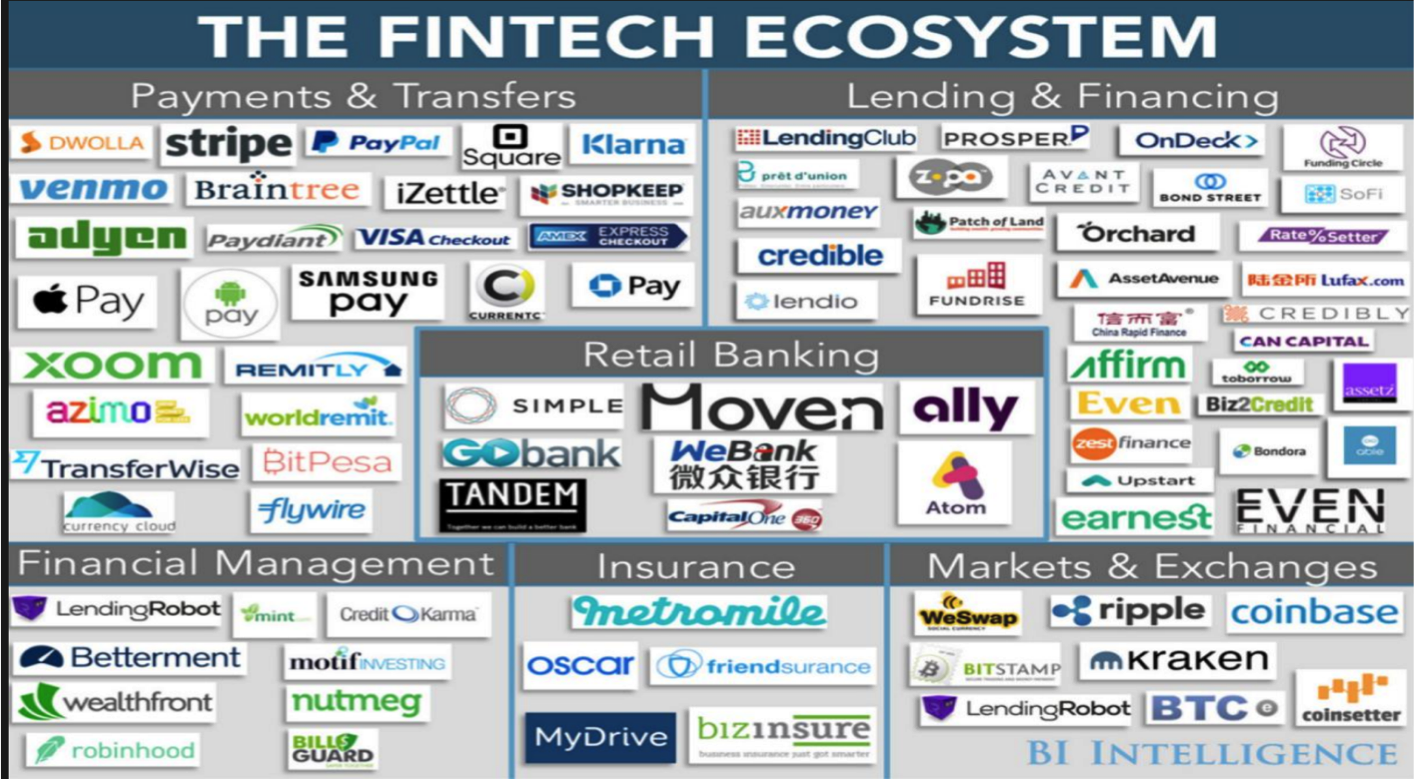 THE FINTECH ECOSYSTEM
Payments & Transfers
DWOLLA
stripe
PayPal
Square
Klarna
venmo
Braintree
iZettle
SHOPKEEP
SMARTER BUSINESS
adyen
Paydiant
VISA Checkout
AMEX EXPRESS CHECKOUT
Pay
pay
SAMSUNG pay
CURRENTC
Pay
xoom
REMITLY
azimo
worldremit
TransferWise
BitPesa
currency cloud
flywire
Lending & Financing
LendingClub
PROSPER
OnDeck
Funding Circle
prêt d'union
zopa
AVANT CREDIT
BOND STREET
SoFi
auxmoney
Patch of Land
Orchard
Rate%Setter
credible
FUNDRISE
AssetAvenue
陆金所 Lufax.com
lendio
信而富
China Rapid Finance
CREDIBLY
CAN CAPITAL
Affirm
toborrow
assetz
Even
Biz2Credit
zestfinance
Bondora
able
Upstart
earnest
EVEN FINANCIAL
Retail Banking
SIMPLE
Moven
ally
GObank
WeBank
微众银行
Atom
TANDEM
Together we can build a better bank
CapitalOne 360
Financial Management
LendingRobot
mint
Credit Karma
Betterment
motif INVESTING
wealthfront
nutmeg
robinhood
BILL GUARD
Insurance
metromile
oscar
friendsurance
MyDrive
bizinsure
business insurance just got smarter
Markets & Exchanges
WeSwap
SOCIAL CURRENCY
ripple
coinbase
BITSTAMP
kraken
LendingRobot
BTC e
coinsetter
BI INTELLIGENCE